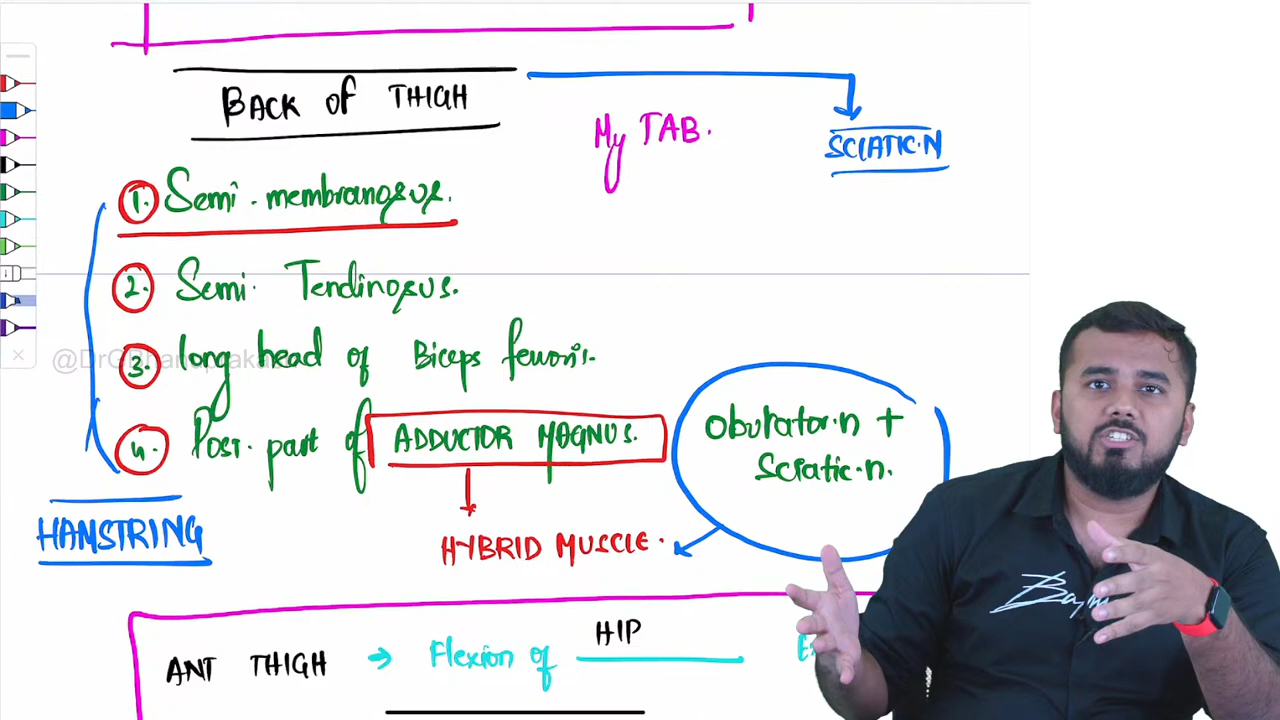 BACK OF THIGH
My TAB.
SCIATIC.N
1. Semi-membranosus.
2. Semi Tendinosus.
3. long head of Biceps femoris.
4. Post. part of ADDUCTOR MAGNUS.
Obturator.n +
Sciatic.n.
HAMSTRING
HYBRID MUSCLE.
ANT THIGH → Flexion of HIP